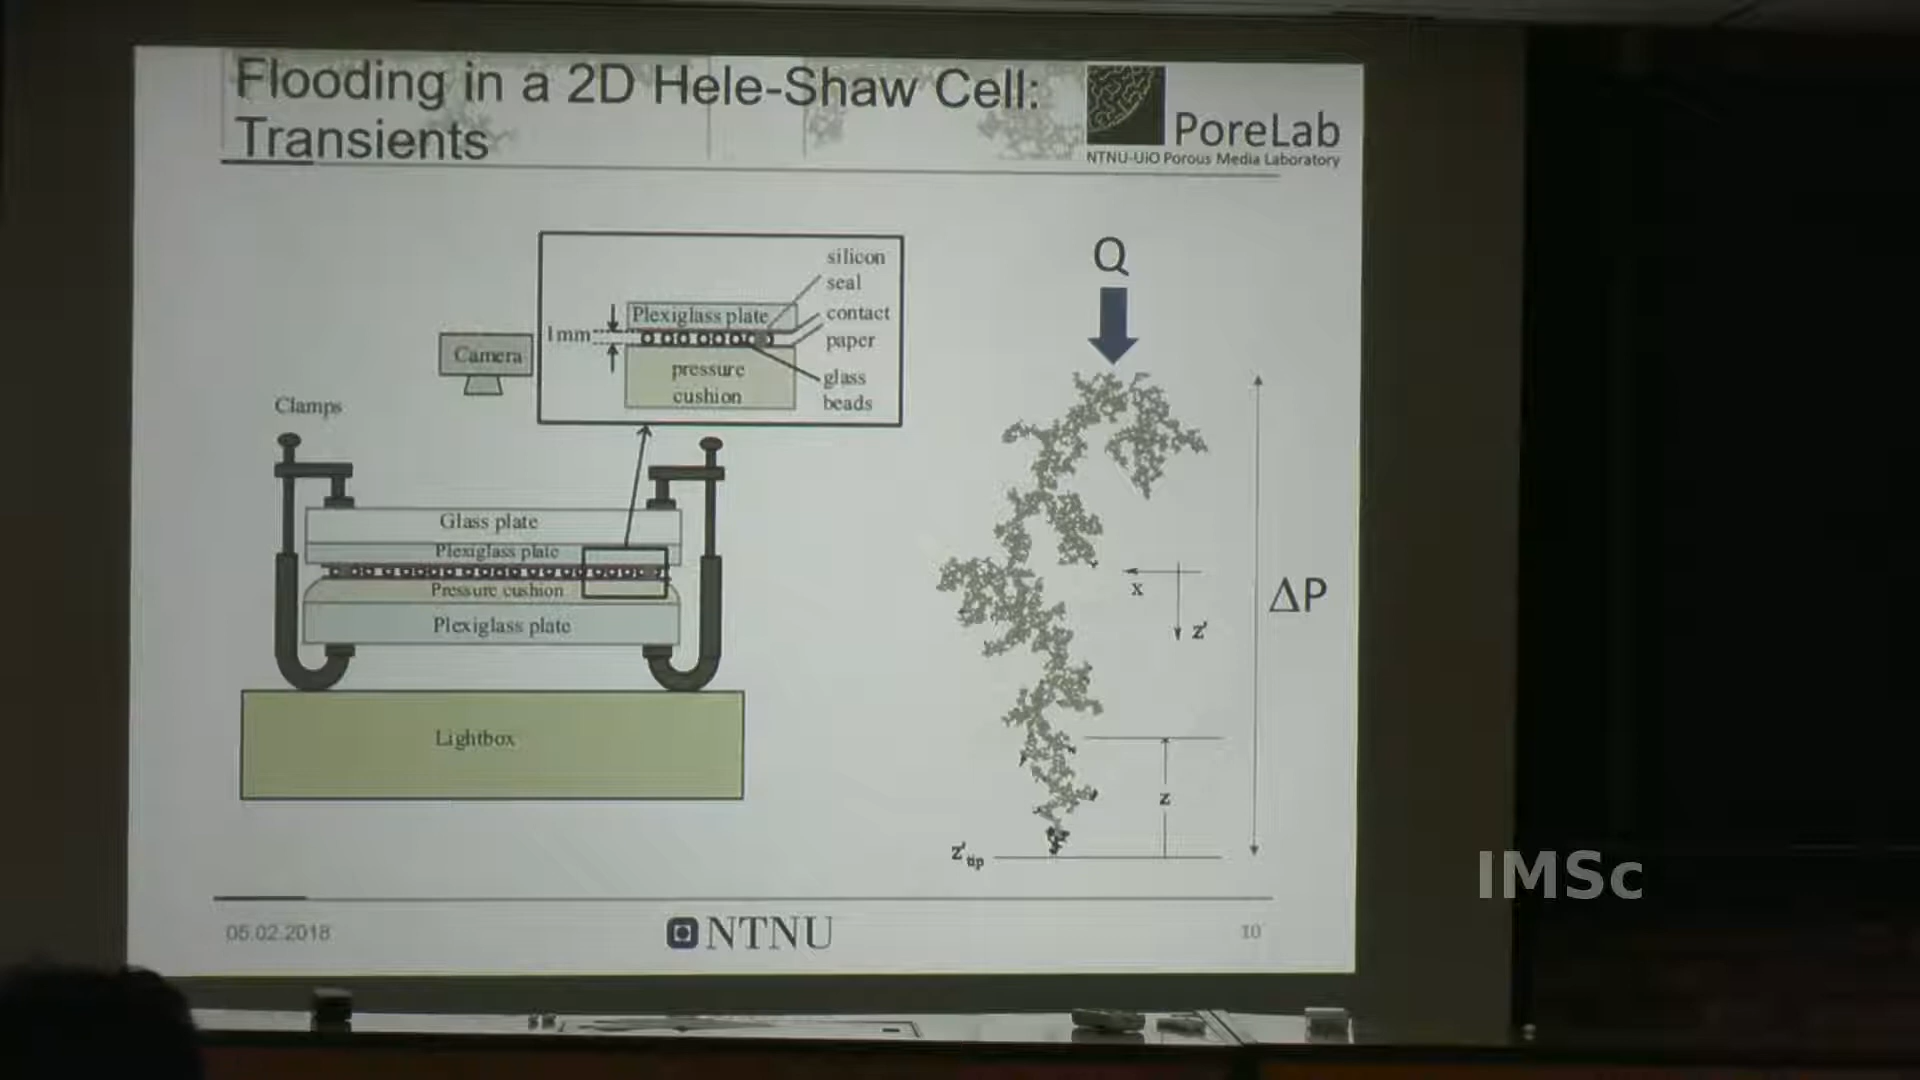 Flooding in a 2D Hele-Shaw Cell:
Transients
PoreLab
NTNU-UiO Porous Media Laboratory
silicon
seal
Plexiglass plate
contact
paper
1mm
pressure
cushion
glass
beads
Camera
Clamps
Glass plate
Plexiglass plate
Pressure cushion
Plexiglass plate
Lightbox
Q
x
z'
ΔP
z
z'tip
05.02.2018
NTNU
10
IMSc